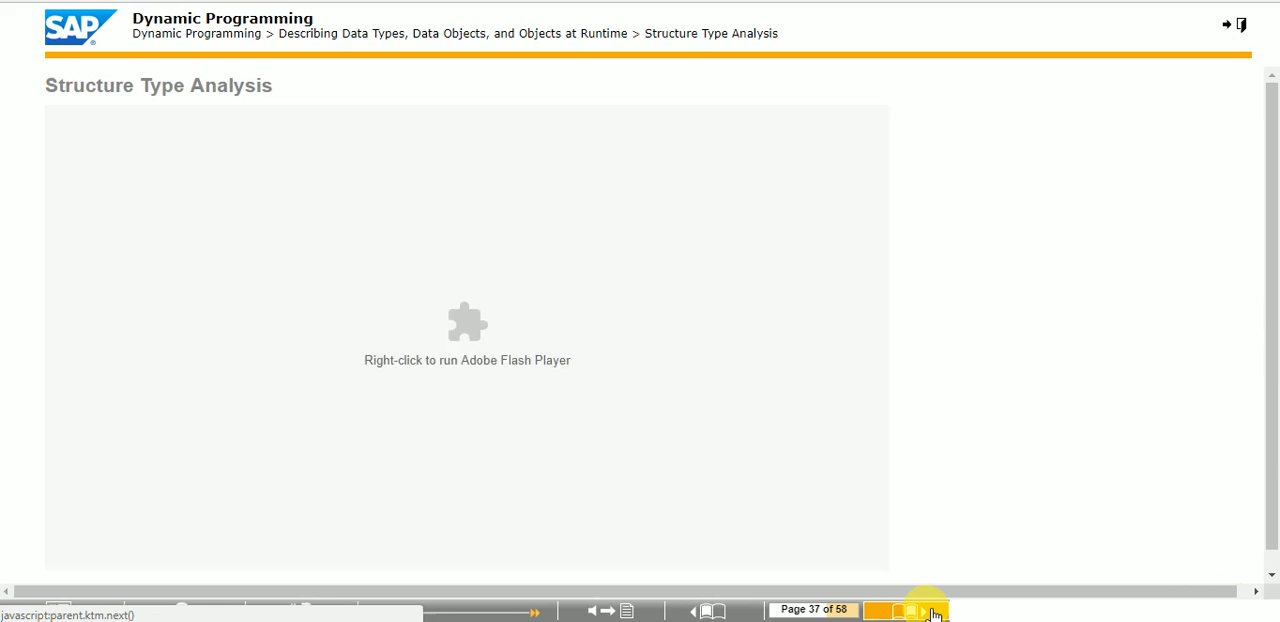 SAP
®
Dynamic Programming
Dynamic Programming > Describing Data Types, Data Objects, and Objects at Runtime > Structure Type Analysis
Structure Type Analysis
Right-click to run Adobe Flash Player
Page 37 of 58
javascript:parent.ktm.next()